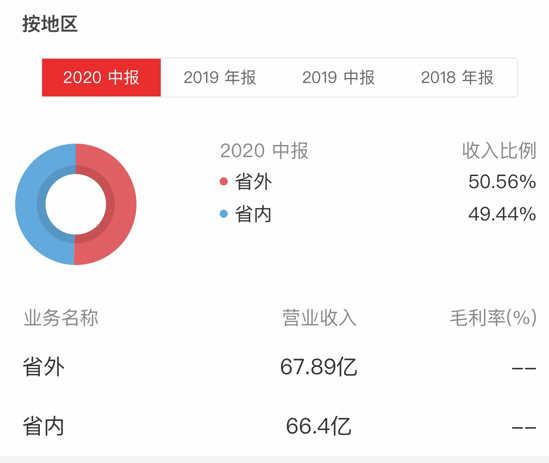 按地区
2020 中报 2019 年报 2019 中报 2018 年报
2020 中报 收入比例
省外 50.56%
省内 49.44%
业务名称 营业收入 毛利率(%)
省外 67.89亿 --
省内 66.4亿 --